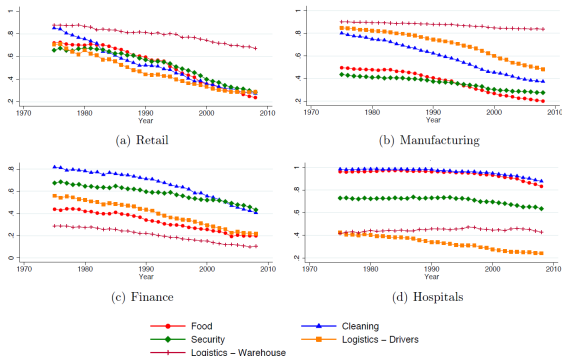 1
.8
.6
.4
.2
1970 1980 1990 2000 2010
Year
(a) Retail
1
.8
.6
.4
.2
1970 1980 1990 2000 2010
Year
(b) Manufacturing
.8
.6
.4
.2
0
1970 1980 1990 2000 2010
Year
(c) Finance
1
.8
.6
.4
.2
1970 1980 1990 2000 2010
Year
(d) Hospitals
Food Cleaning
Security Logistics – Drivers
Logistics – Warehouse